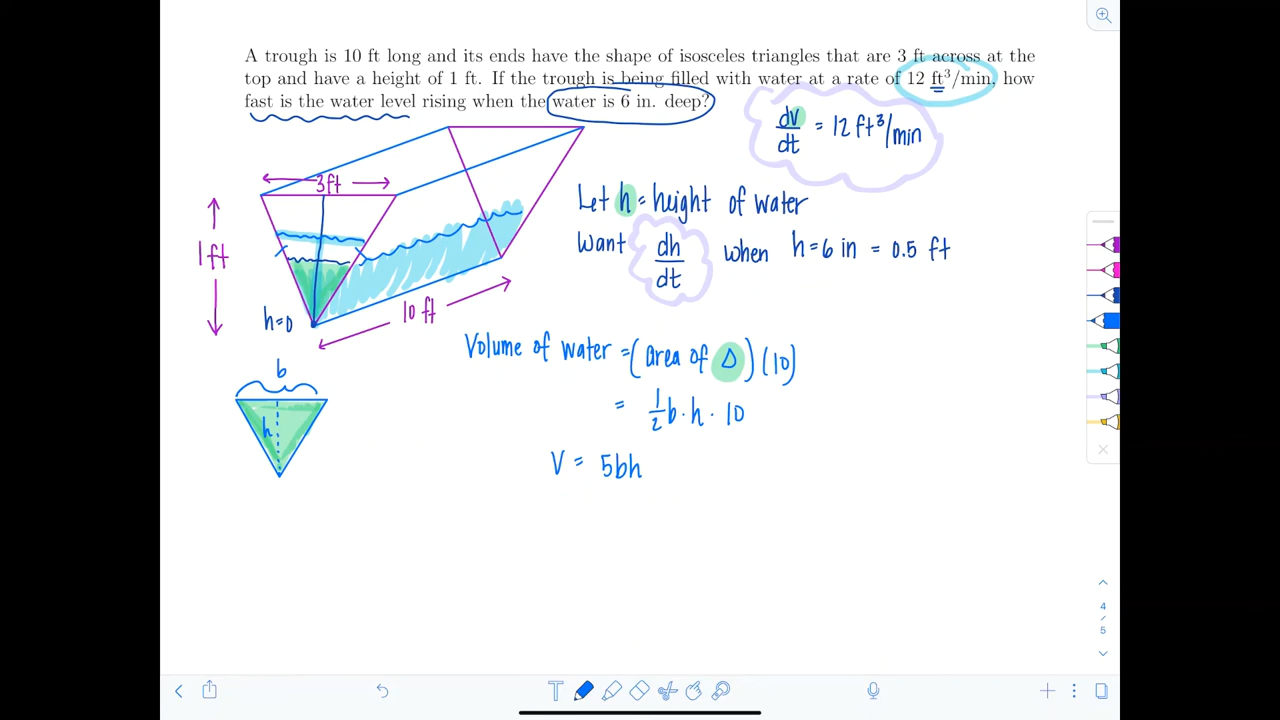 A trough is 10 ft long and its ends have the shape of isosceles triangles that are 3 ft across at the
top and have a height of 1 ft. If the trough is being filled with water at a rate of 12 ft³/min, how
fast is the water level rising when the water is 6 in. deep?
dv/dt = 12 ft³/min
3ft
Let h = height of water
1ft
want dh/dt when h = 6 in = 0.5 ft
h=0
10 ft
Volume of water = (area of Δ)(10)
b
= 1/2 b · h · 10
h
V = 5bh
4
/
5
T